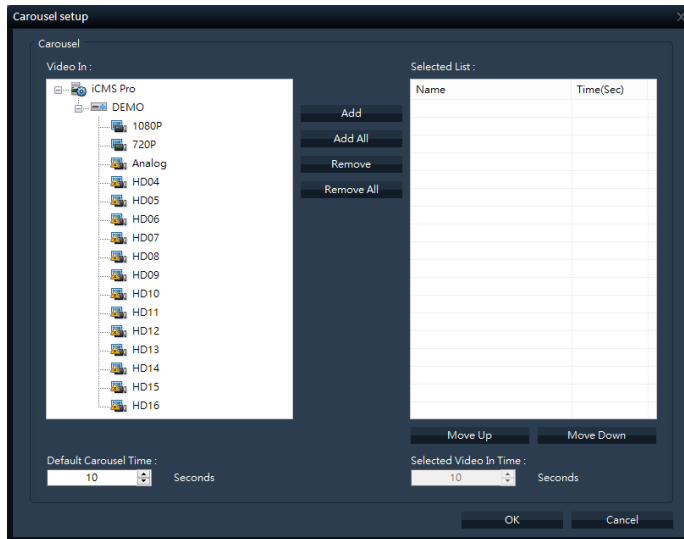 Carousel setup
Carousel
Video In :
iCMS Pro
DEMO
1080P
720P
Analog
HD04
HD05
HD06
HD07
HD08
HD09
HD10
HD11
HD12
HD13
HD14
HD15
HD16
Add
Add All
Remove
Remove All
Selected List :
Name Time(Sec)
Move Up Move Down
Default Carousel Time :
10 Seconds
Selected Video In Time :
10 Seconds
OK Cancel